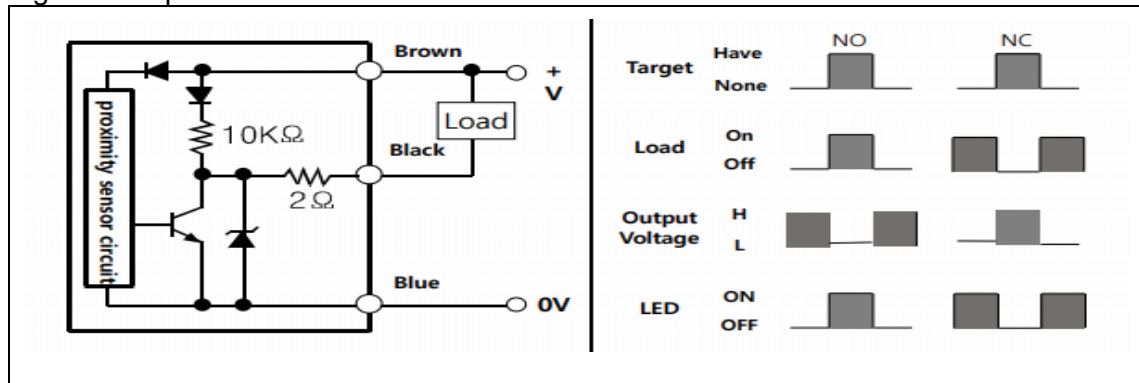 Brown
+
V
Load
proximity sensor circuit
10KΩ
Black
2Ω
Blue
0V
NO
NC
Target
Have
None
Load
On
Off
Output
Voltage
H
L
LED
ON
OFF